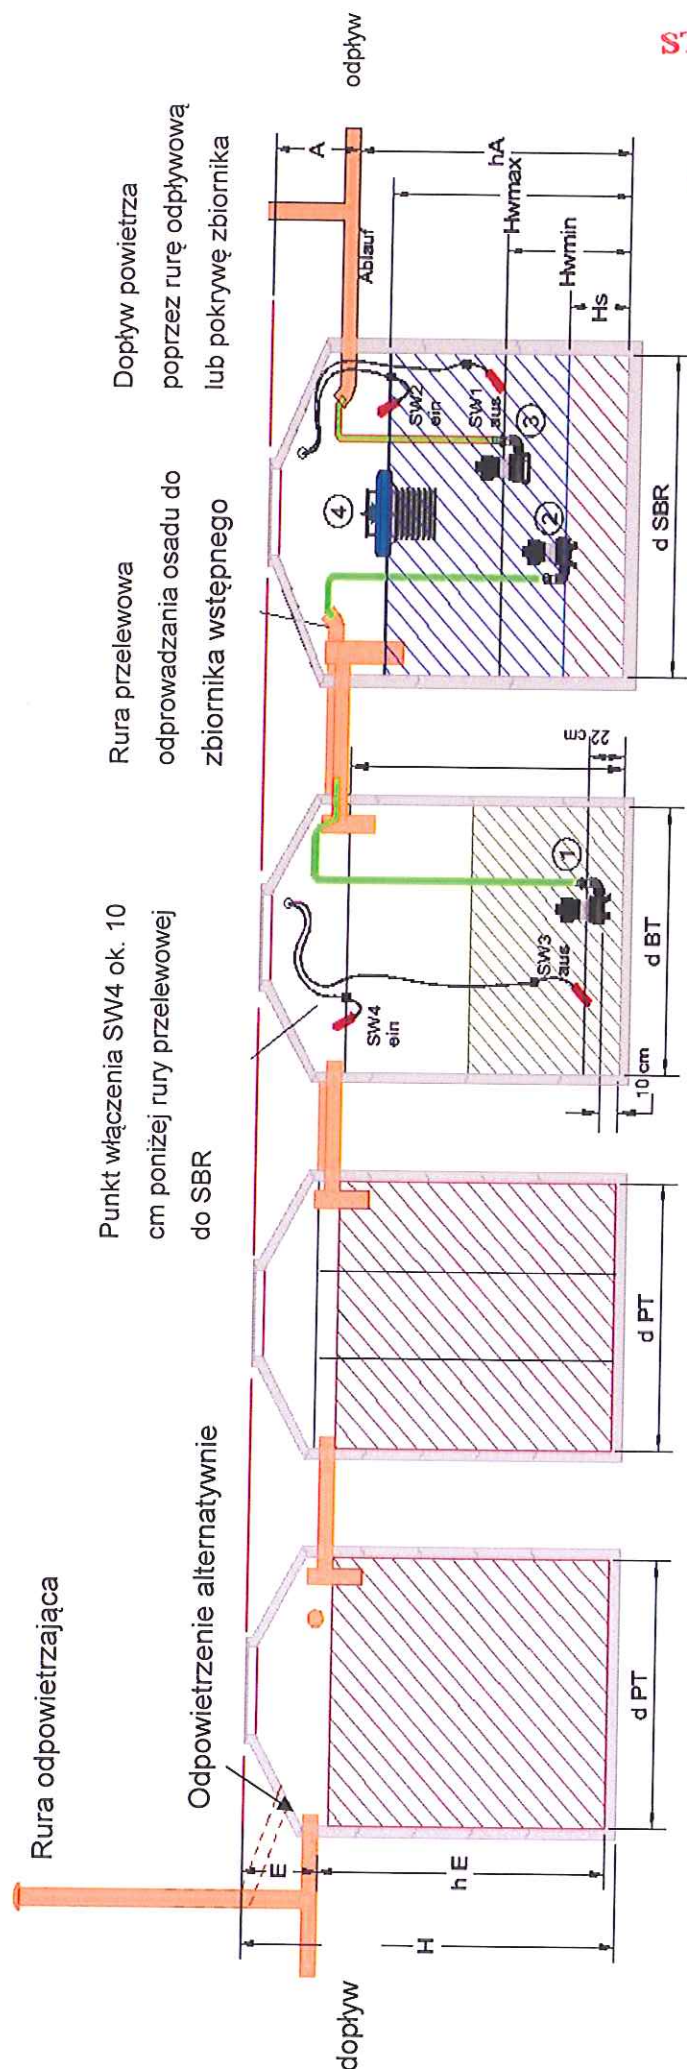 Rura odpowietrzająca
Odpowietrzenie alternatywnie
dopływ
E
h E
H
d PT
d PT
Punkt włączenia SW4 ok. 10
cm poniżej rury przelewowej
do SBR
SW4
ein
SW3
aus
1
10 cm
22 cm
d BT
Rura przelewowa
odprowadzania osadu do
zbiornika wstępnego
4
2
3
SW2
ein
SW1
aus
d SBR
Dopływ powietrza
poprzez rurę odpływową
lub pokrywę zbiornika
odpływ
Ablauf
A
hA
Hwmax
Hwmin
Hs